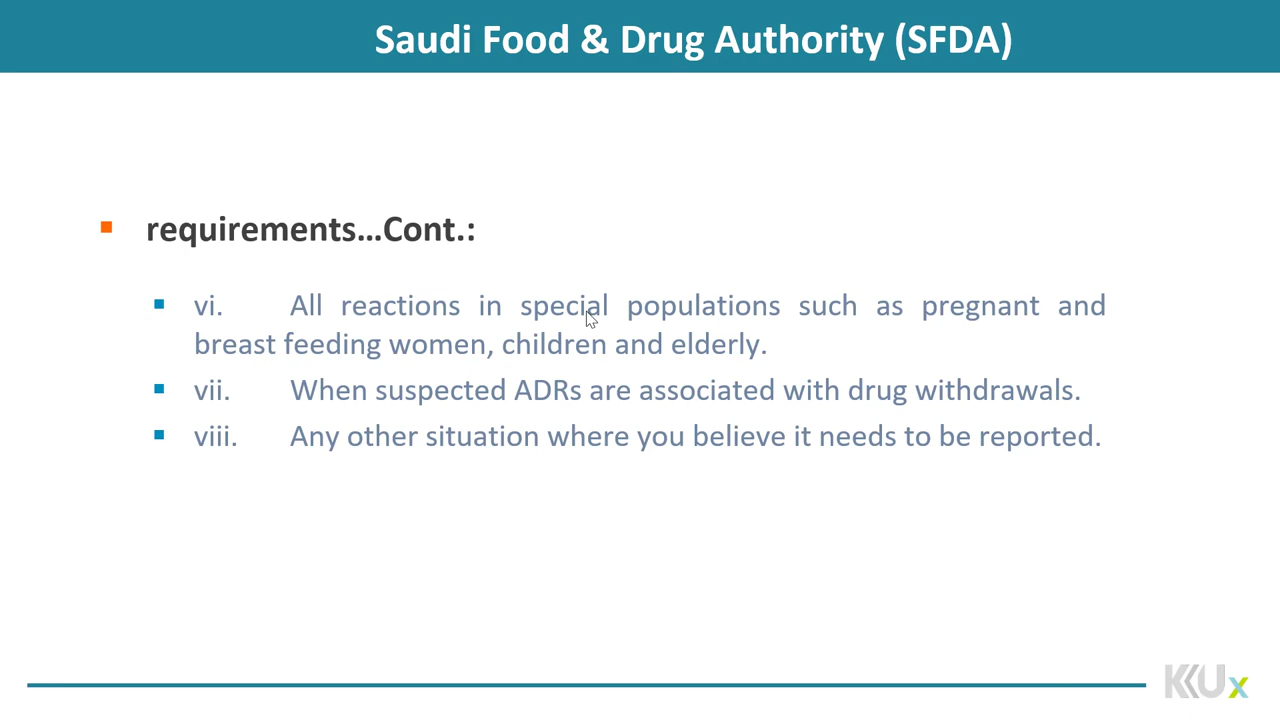 Saudi Food & Drug Authority (SFDA)
requirements...Cont.:
vi. All reactions in special populations such as pregnant and
breast feeding women, children and elderly.
vii. When suspected ADRs are associated with drug withdrawals.
viii. Any other situation where you believe it needs to be reported.
KKUx